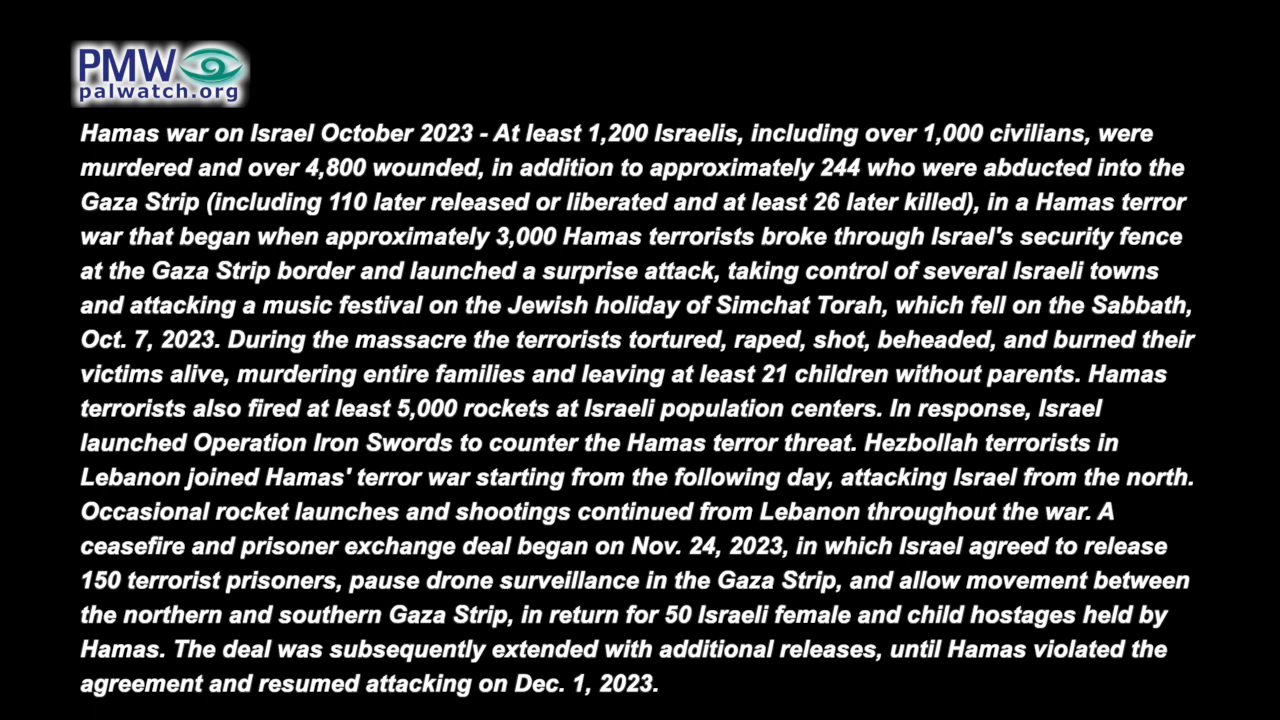 PMW
palwatch.org
Hamas war on Israel October 2023 - At least 1,200 Israelis, including over 1,000 civilians, were
murdered and over 4,800 wounded, in addition to approximately 244 who were abducted into the
Gaza Strip (including 110 later released or liberated and at least 26 later killed), in a Hamas terror
war that began when approximately 3,000 Hamas terrorists broke through Israel's security fence
at the Gaza Strip border and launched a surprise attack, taking control of several Israeli towns
and attacking a music festival on the Jewish holiday of Simchat Torah, which fell on the Sabbath,
Oct. 7, 2023. During the massacre the terrorists tortured, raped, shot, beheaded, and burned their
victims alive, murdering entire families and leaving at least 21 children without parents. Hamas
terrorists also fired at least 5,000 rockets at Israeli population centers. In response, Israel
launched Operation Iron Swords to counter the Hamas terror threat. Hezbollah terrorists in
Lebanon joined Hamas' terror war starting from the following day, attacking Israel from the north.
Occasional rocket launches and shootings continued from Lebanon throughout the war. A
ceasefire and prisoner exchange deal began on Nov. 24, 2023, in which Israel agreed to release
150 terrorist prisoners, pause drone surveillance in the Gaza Strip, and allow movement between
the northern and southern Gaza Strip, in return for 50 Israeli female and child hostages held by
Hamas. The deal was subsequently extended with additional releases, until Hamas violated the
agreement and resumed attacking on Dec. 1, 2023.